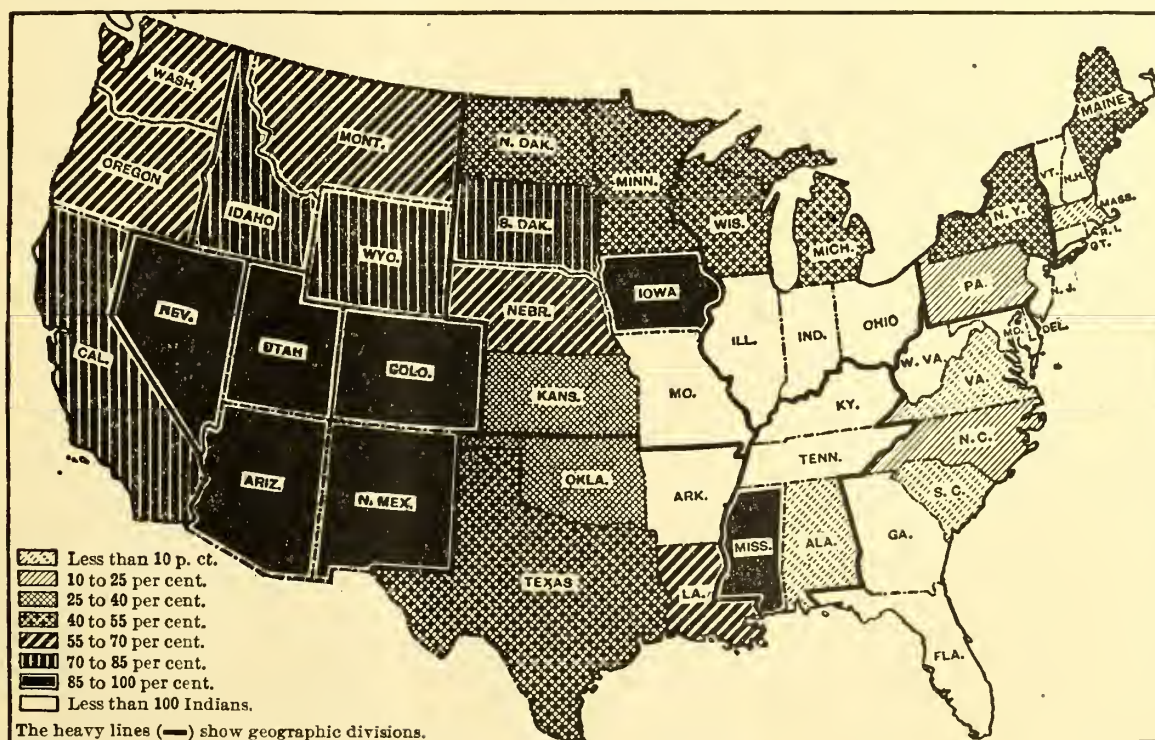 WASH.
MONT.
N. DAK.
MINN.
MAINE
OREGON
IDAHO
VT.
N.H.
S. DAK.
WIS.
N. Y.
MASS.
WYO.
MICH.
R. I.
CT.
NEBR.
IOWA
PA.
N. J.
NEV.
UTAH
COLO.
ILL.
IND.
OHIO
MD.
DEL.
CAL.
KANS.
MO.
W. VA.
VA.
KY.
ARIZ.
N. MEX.
OKLA.
ARK.
TENN.
N. C.
S. C.
TEXAS
LA.
MISS.
ALA.
GA.
FLA.
Less than 10 p. ct.
10 to 25 per cent.
25 to 40 per cent.
40 to 55 per cent.
55 to 70 per cent.
70 to 85 per cent.
85 to 100 per cent.
Less than 100 Indians.
The heavy lines (━) show geographic divisions.